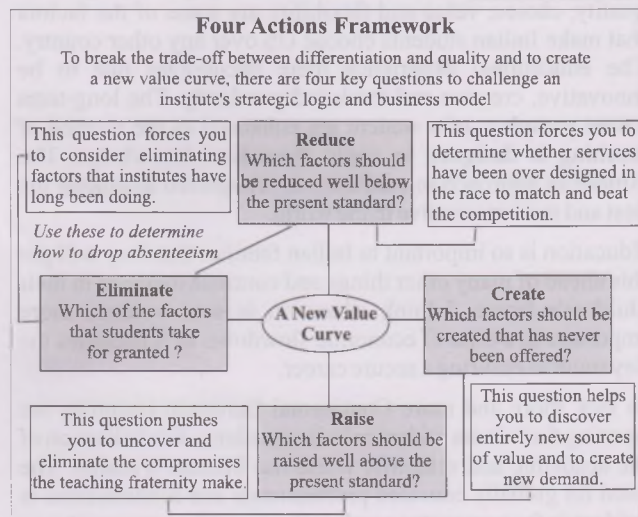 Four Actions Framework
To break the trade-off between differentiation and quality and to create
a new value curve, there are four key questions to challenge an
institute's strategic logic and business model
This question forces you
to consider eliminating
factors that institutes have
long been doing.
Reduce
Which factors should
be reduced well below
the present standard?
This question forces you to
determine whether services
have been over designed in
the race to match and beat
the competition.
Use these to determine
how to drop absenteeism
Eliminate
Which of the factors
that students take
for granted ?
A New Value
Curve
Create
Which factors should be
created that has never
been offered?
This question pushes
you to uncover and
eliminate the compromises
the teaching fraternity make.
Raise
Which factors should be
raised well above the
present standard?
This question helps
you to discover
entirely new sources
of value and to create
new demand.